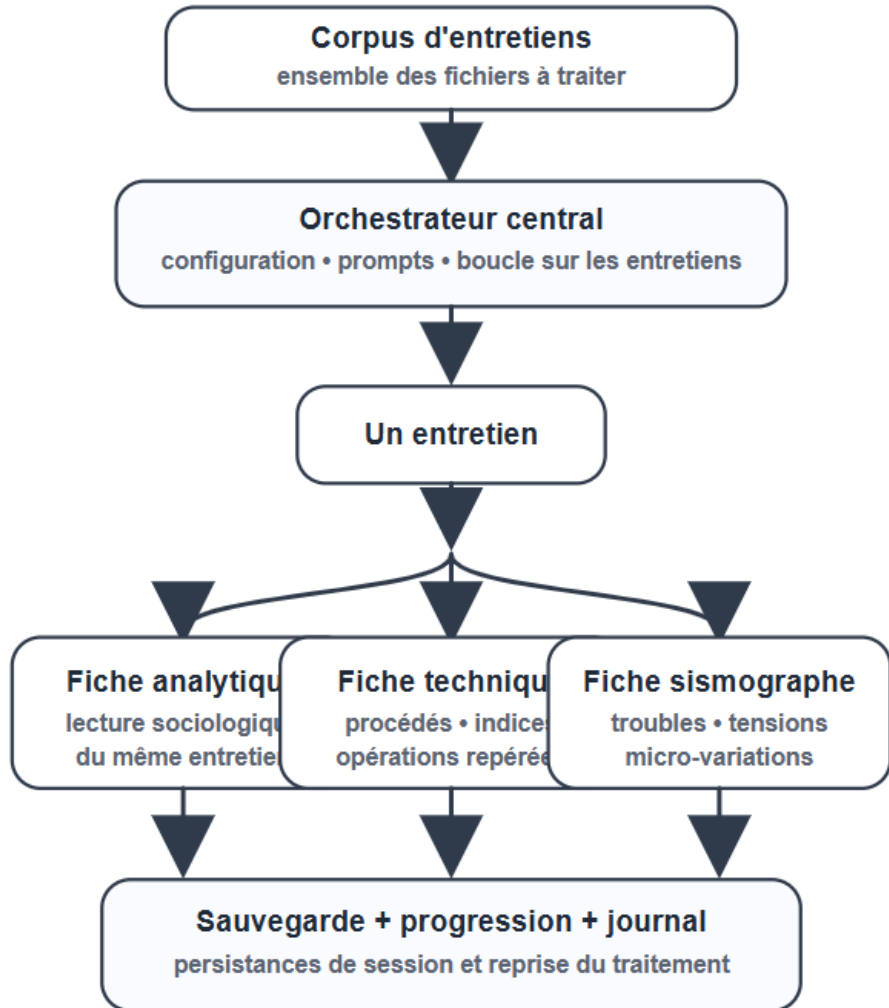 Corpus d'entretiens
ensemble des fichiers à traiter
Orchestrateur central
configuration • prompts • boucle sur les entretiens
Un entretien
Fiche analytiqu
lecture sociologiqu
du même entretien
Fiche techniqu
procédés • indices
opérations repérée
Fiche sismographe
troubles • tensions
micro-variations
Sauvegarde + progression + journal
persistances de session et reprise du traitement